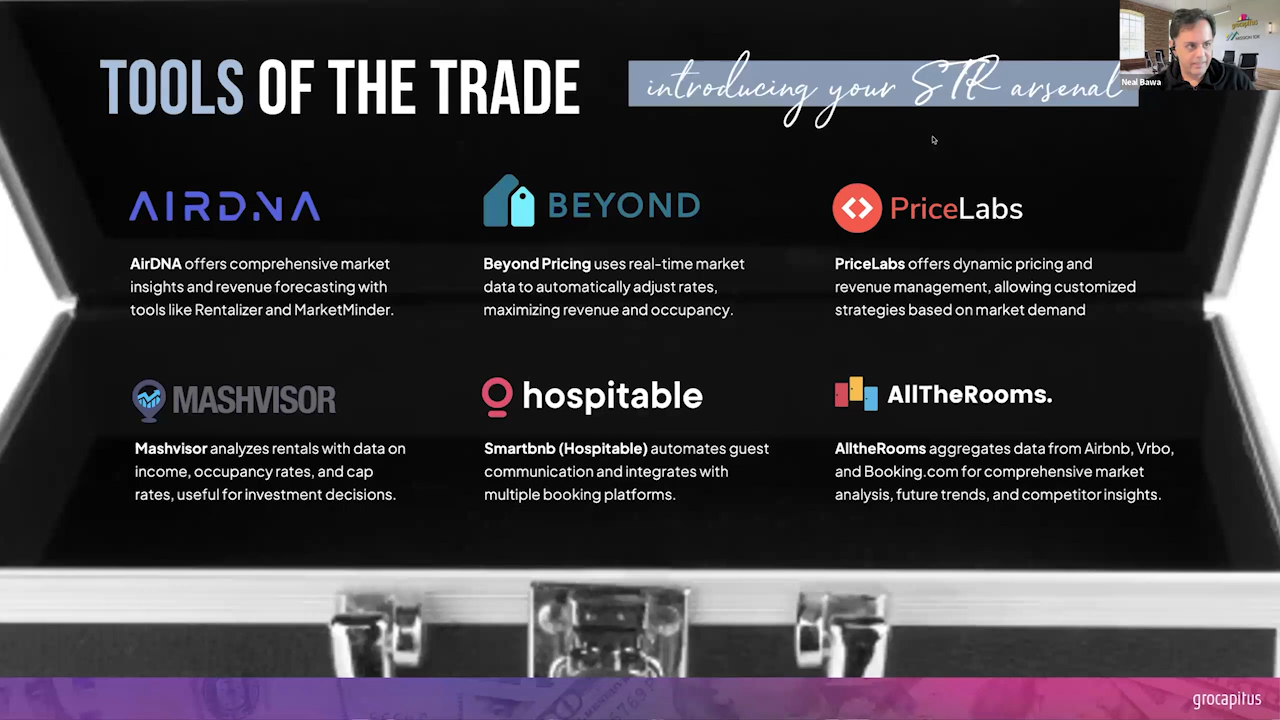 TOOLS OF THE TRADE
introducing your STR arsenal
grocapitus
MISSION 10K
Neal Bawa
AIRDNA
AirDNA offers comprehensive market
insights and revenue forecasting with
tools like Rentalizer and MarketMinder.
BEYOND
Beyond Pricing uses real-time market
data to automatically adjust rates,
maximizing revenue and occupancy.
PriceLabs
PriceLabs offers dynamic pricing and
revenue management, allowing customized
strategies based on market demand
MASHVISOR
Mashvisor analyzes rentals with data on
income, occupancy rates, and cap
rates, useful for investment decisions.
hospitable
Smartbnb (Hospitable) automates guest
communication and integrates with
multiple booking platforms.
AllTheRooms.
AlltheRooms aggregates data from Airbnb, Vrbo,
and Booking.com for comprehensive market
analysis, future trends, and competitor insights.
grocapitus